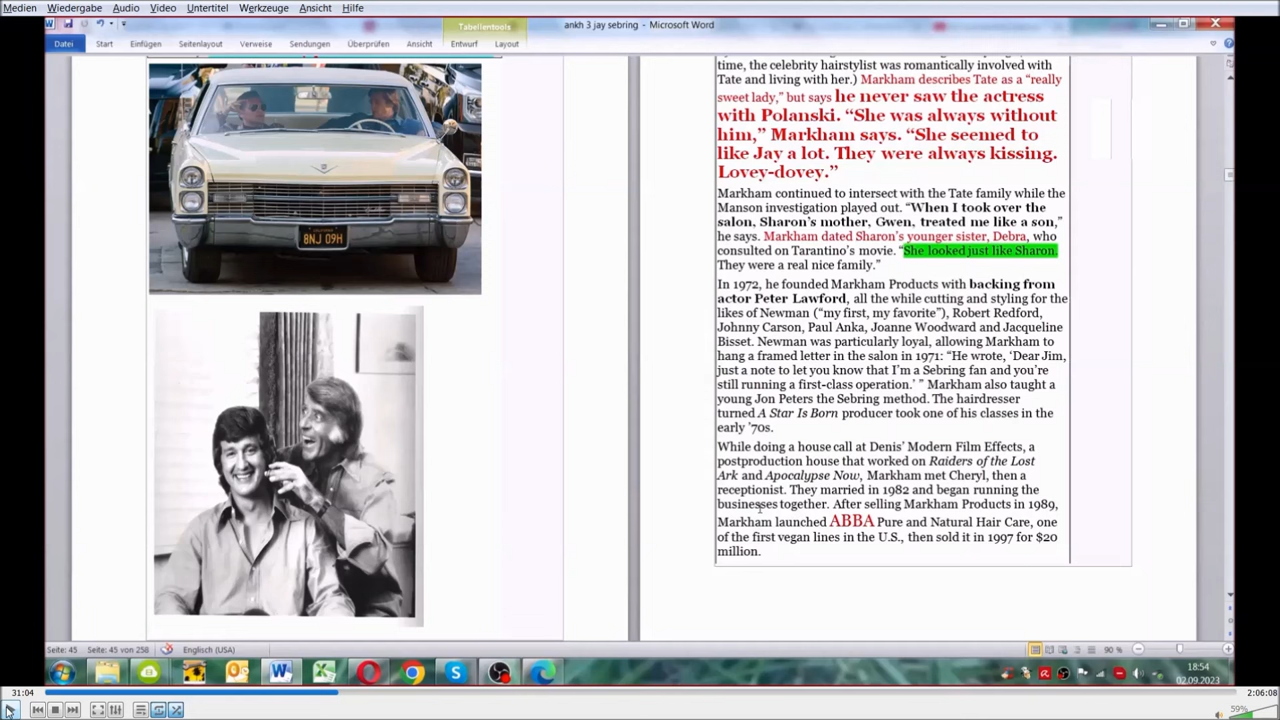 Medien Wiedergabe Audio Video Untertitel Werkzeuge Ansicht Hilfe
Tabellentools
ankh 3 jay sebring - Microsoft Word
Datei Start Einfügen Seitenlayout Verweise Sendungen Überprüfen Ansicht Entwurf Layout
8NJ 09H
time, the celebrity hairstylist was romantically involved with
Tate and living with her.) Markham describes Tate as a “really
sweet lady,” but says he never saw the actress
with Polanski. “She was always without
him,” Markham says. “She seemed to
like Jay a lot. They were always kissing.
Lovey-dovey.”
Markham continued to intersect with the Tate family while the
Manson investigation played out. “When I took over the
salon, Sharon’s mother, Gwen, treated me like a son,”
he says. Markham dated Sharon’s younger sister, Debra, who
consulted on Tarantino’s movie. “She looked just like Sharon.
They were a real nice family.”
In 1972, he founded Markham Products with backing from
actor Peter Lawford, all the while cutting and styling for the
likes of Newman (“my first, my favorite”), Robert Redford,
Johnny Carson, Paul Anka, Joanne Woodward and Jacqueline
Bisset. Newman was particularly loyal, allowing Markham to
hang a framed letter in the salon in 1971: “He wrote, ‘Dear Jim,
just a note to let you know that I’m a Sebring fan and you’re
still running a first-class operation.’ ” Markham also taught a
young Jon Peters the Sebring method. The hairdresser
turned A Star Is Born producer took one of his classes in the
early ’70s.
While doing a house call at Denis’ Modern Film Effects, a
postproduction house that worked on Raiders of the Lost
Ark and Apocalypse Now, Markham met Cheryl, then a
receptionist. They married in 1982 and began running the
businesses together. After selling Markham Products in 1989,
Markham launched ABBA Pure and Natural Hair Care, one
of the first vegan lines in the U.S., then sold it in 1997 for $20
million.
Seite: 45 Seite: 45 von 258 Englisch (USA) 90 %
18:54
02.09.2023
31:04 2:06:08
59%